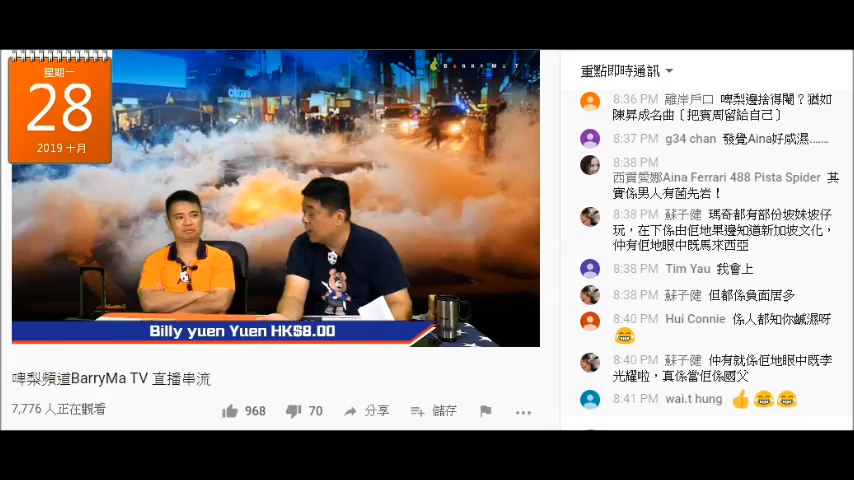 星期一
28
2019 十月
BARRYMA T
citibank
Billy yuen Yuen HK$8.00
啤梨頻道BarryMa TV 直播串流
7,776 人正在觀看
968
70
分享
儲存
重點即時通訊
8:36 PM 離岸戶口 啤梨邊捨得閹？猶如
陳昇成名曲〔把賓周留給自己〕
8:37 PM g34 chan 發覺Aina好咸濕.......
8:38 PM
西貢愛娜Aina Ferrari 488 Pista Spider 其
實係男人有菌先岩！
8:38 PM 蘇子健 瑪奇都有部份坡妹坡仔
玩，在下係由佢地果邊知道新加坡文化，
仲有佢地眼中既馬來西亞
8:38 PM Tim Yau 我會上
8:38 PM 蘇子健 但都係負面居多
8:40 PM Hui Connie 係人都知你鹹濕呀
😂
8:40 PM 蘇子健 仲有就係佢地眼中既李
光耀啦，真係當佢係國父
8:41 PM wai.t hung 👍😂😂